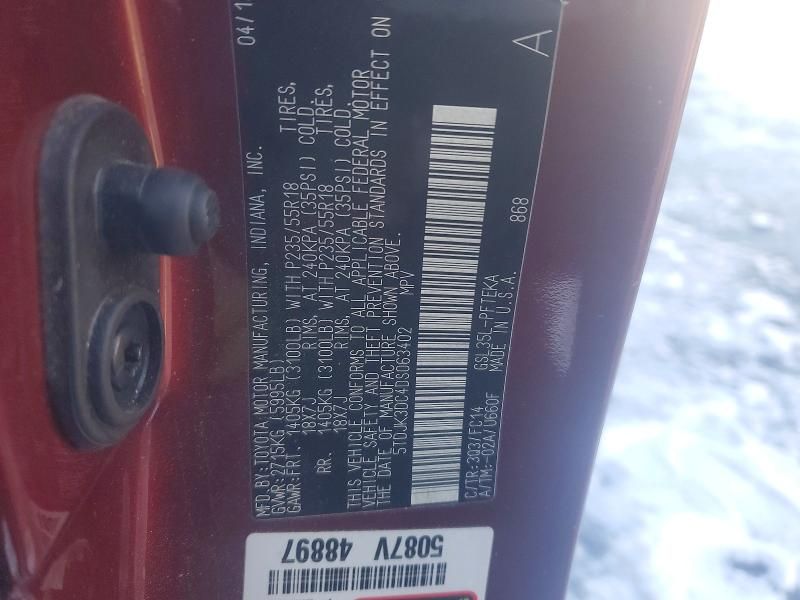 MFD.BY:TOYOTA MOTOR MANUFACTURING, INDIANA, INC. 04/1
GVWR:2715KG (5995LB)
GAWR:FRT. 1405KG (3100LB) WITH P235/55R18 TIRES,
18X7J RIMS, AT 240KPA (35PSI) COLD.
RR. 1405KG (3100LB) WITH P235/55R18 TIRES,
18X7J RIMS, AT 240KPA (35PSI) COLD.
THIS VEHICLE CONFORMS TO ALL APPLICABLE FEDERAL MOTOR
VEHICLE SAFETY AND THEFT PREVENTION STANDARDS IN EFFECT ON
THE DATE OF MANUFACTURE SHOWN ABOVE.
5TDJK3DC4DS063402 MPV
A
868
C/TR:3Q3/FC14 GSL35L-PFTEKA
A/TM:-02A/U660F MADE IN U.S.A.
5087V
48897